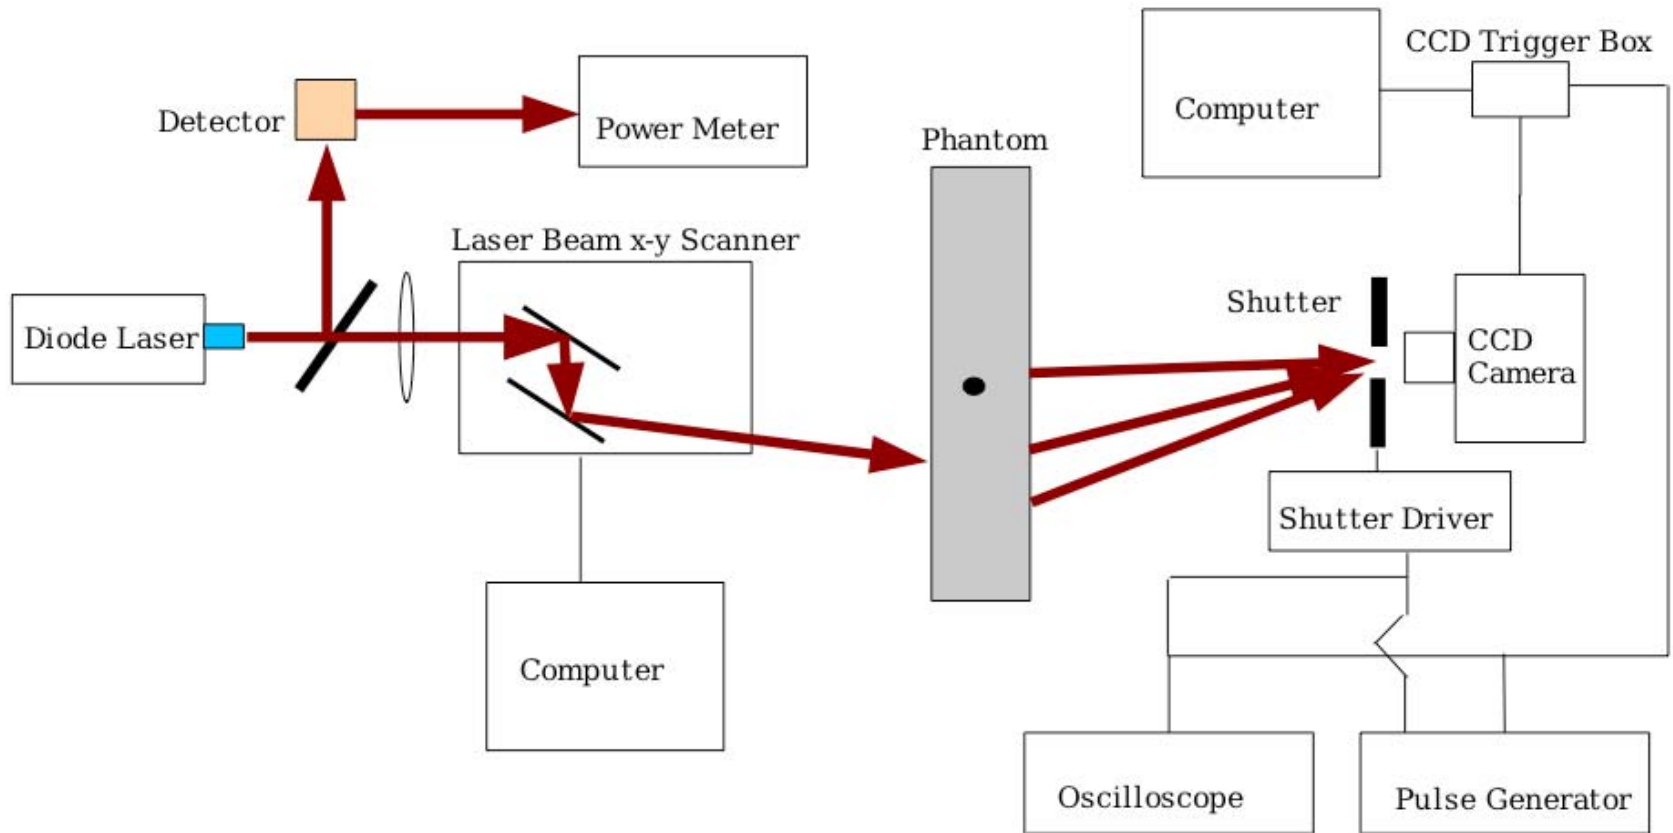 CCD Trigger Box
Computer
Detector
Power Meter
Phantom
Laser Beam x-y Scanner
Diode Laser
Shutter
CCD
Camera
Shutter Driver
Computer
Oscilloscope
Pulse Generator